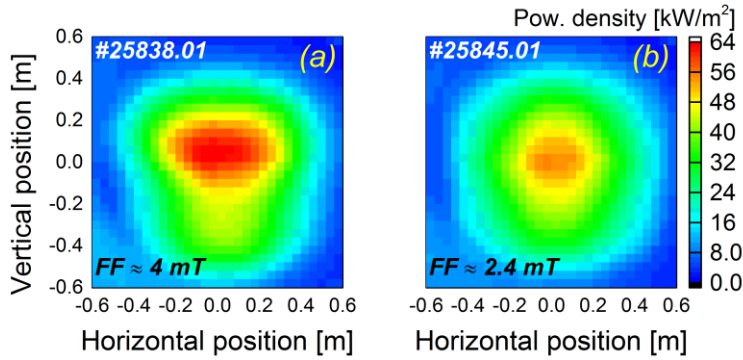 Pow. density [kW/m²]
#25838.01 (a)
#25845.01 (b)
FF ≈ 4 mT
FF ≈ 2.4 mT
Vertical position [m]
0.6
0.4
0.2
0.0
-0.2
-0.4
-0.6
-0.6 -0.4 -0.2 0.0 0.2 0.4 0.6
Horizontal position [m]
0.6
0.4
0.2
0.0
-0.2
-0.4
-0.6
-0.6 -0.4 -0.2 0.0 0.2 0.4 0.6
Horizontal position [m]
64
56
48
40
32
24
16
8.0
0.0